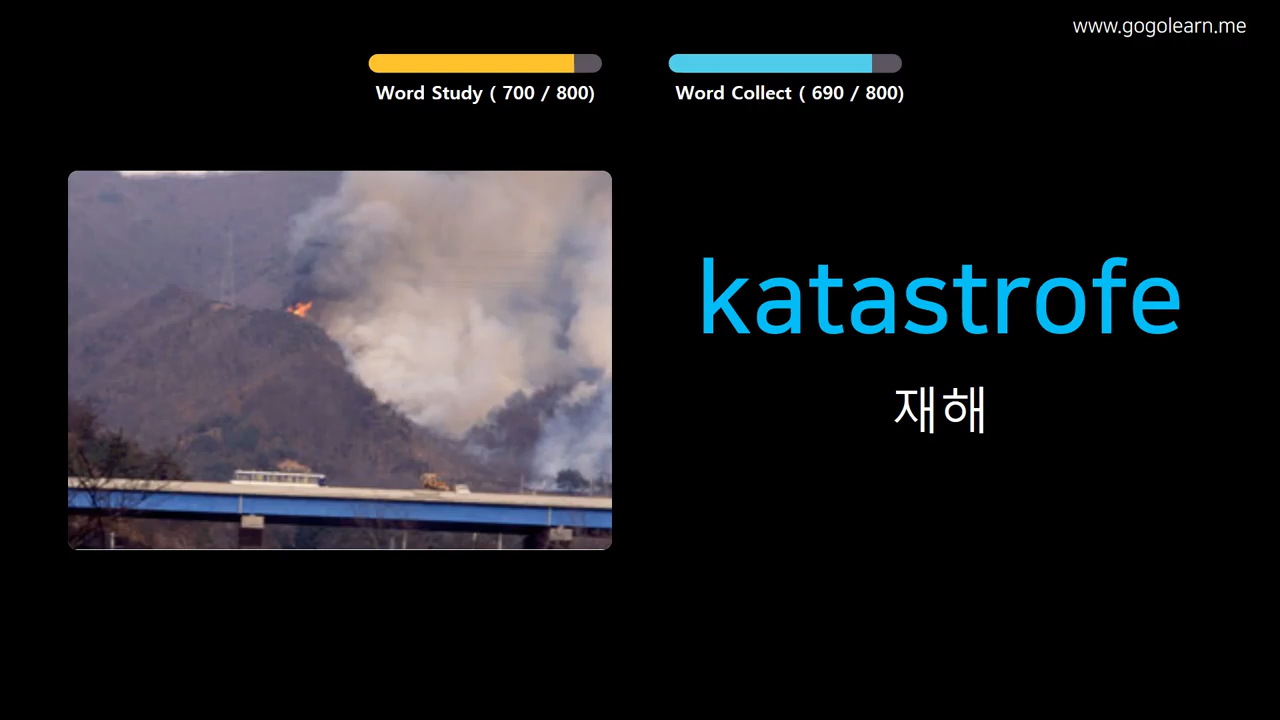 www.gogolearn.me
Word Study ( 700 / 800)
Word Collect ( 690 / 800)
katastrofe
재해